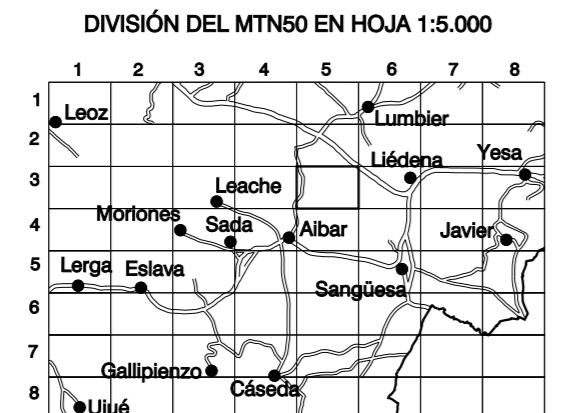 DIVISIÓN DEL MTN50 EN HOJA 1:5.000
1 2 3 4 5 6 7 8
1
Leoz
Lumbier
2
Liédena
Yesa
3
Leache
Moriones
Sada
Aibar
Javier
4
5
Lerga
Eslava
Sangüesa
6
7
Gallipienzo
Cáseda
8
Ujué